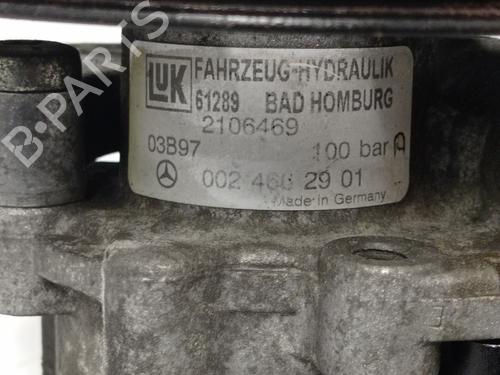 LUK FAHRZEUG-HYDRAULIK
61289 BAD HOMBURG
2106469
03B97 100 bar A
002 466 29 01
Made in Germany
B-PARTS